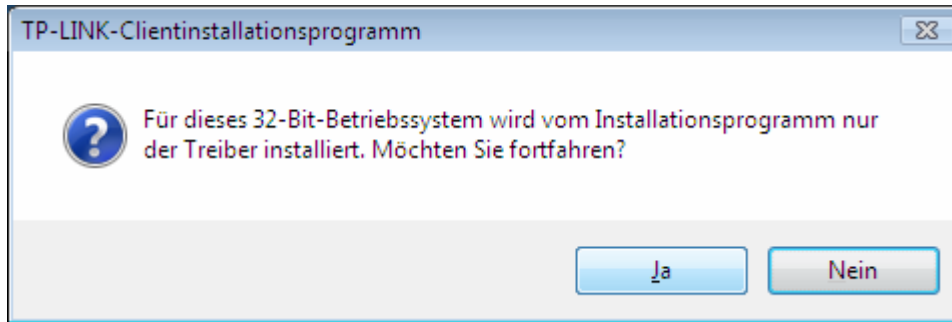 TP-LINK-Clientinstallationsprogramm
Für dieses 32-Bit-Betriebssystem wird vom Installationsprogramm nur
der Treiber installiert. Möchten Sie fortfahren?
Ja
Nein